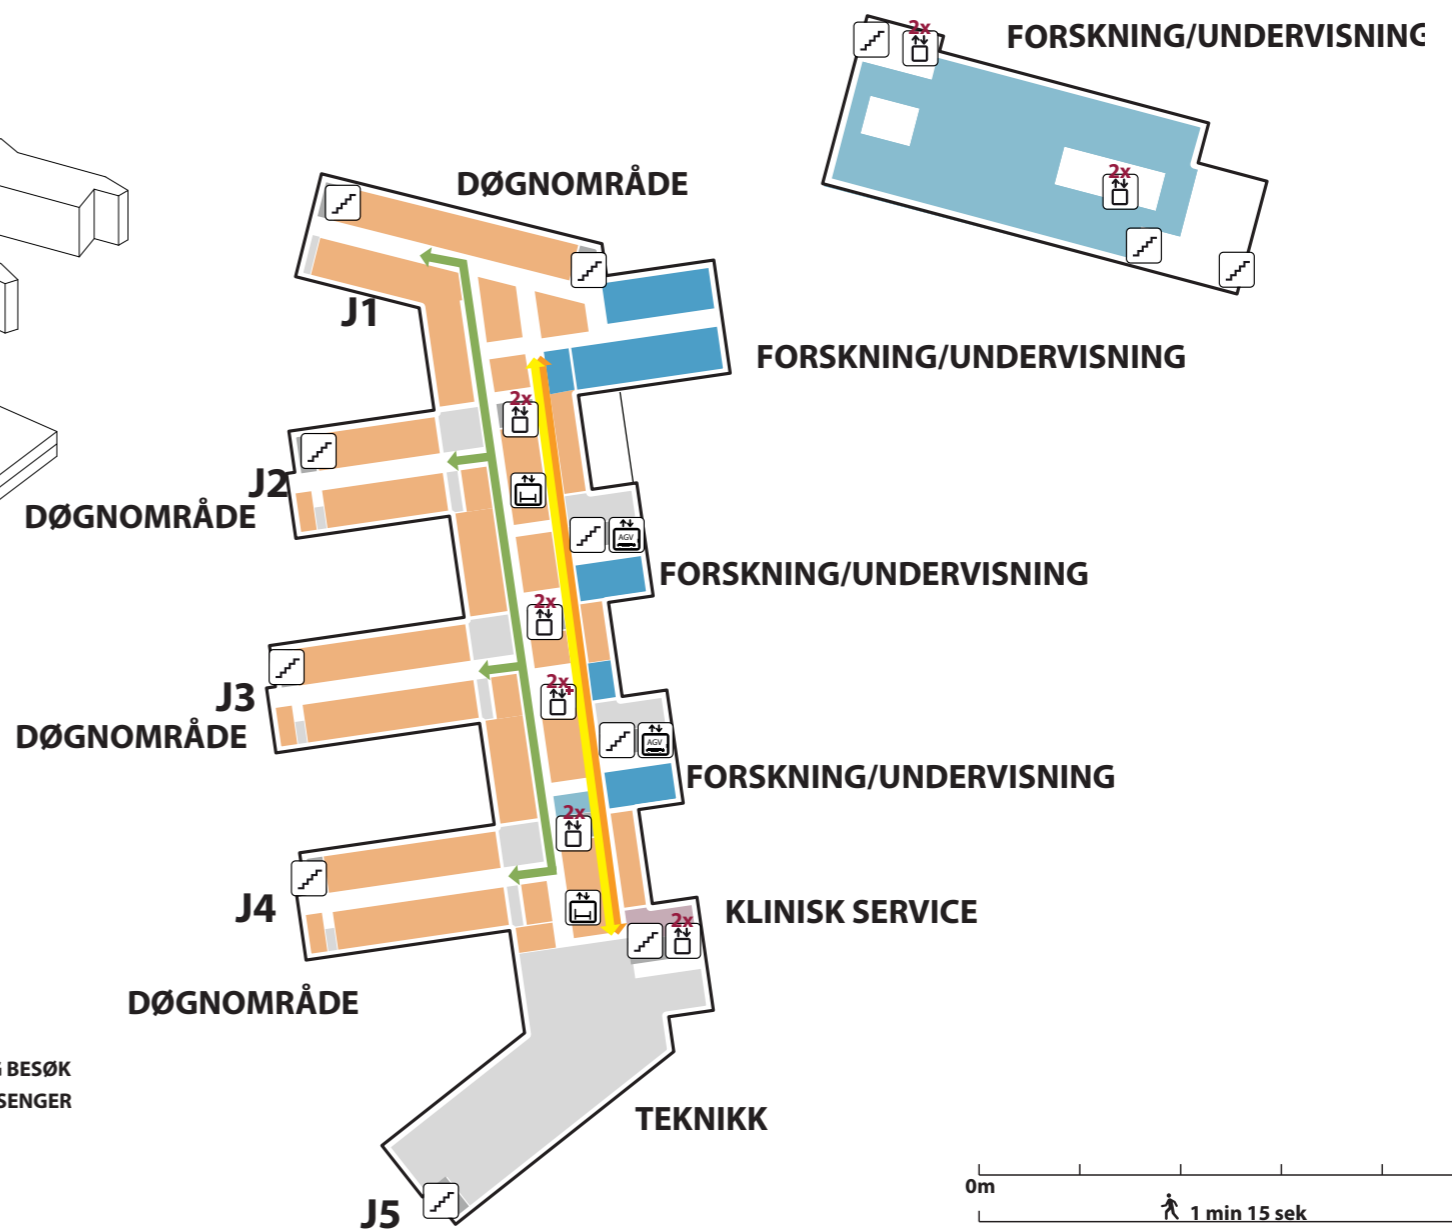 2x
FORSKNING/UNDERVISNING
2x
DØGNOMRÅDE
J1
FORSKNING/UNDERVISNING
2x
J2
DØGNOMRÅDE
AGV
FORSKNING/UNDERVISNING
2x
J3
2x+
DØGNOMRÅDE
AGV
FORSKNING/UNDERVISNING
2x
J4
KLINISK SERVICE
2x
DØGNOMRÅDE
BESØK
SENGER
TEKNIKK
0m
J5
1 min 15 sek